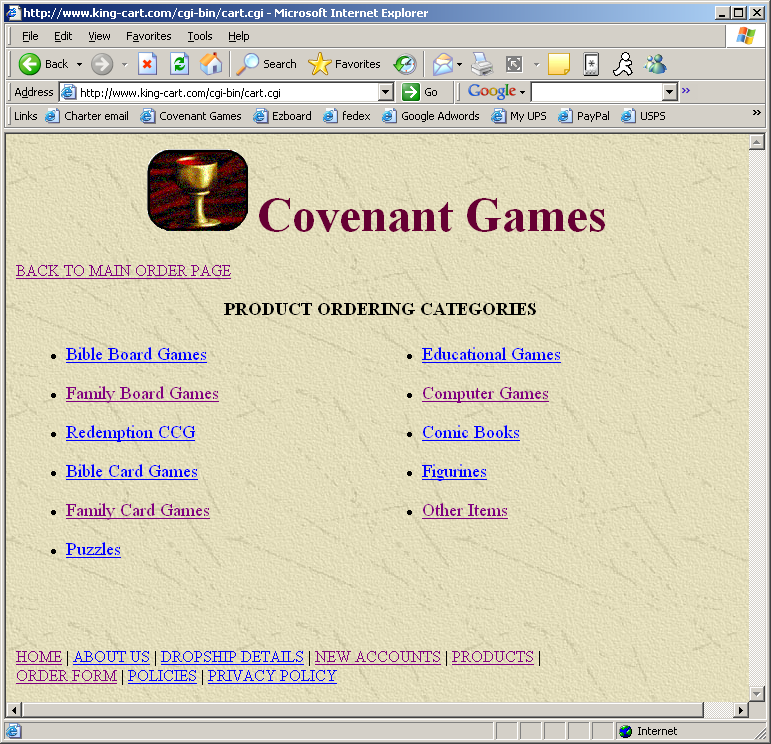 http://www.king-cart.com/cgi-bin/cart.cgi - Microsoft Internet Explorer
File Edit View Favorites Tools Help
Back Search Favorites
Address http://www.king-cart.com/cgi-bin/cart.cgi Go Google »
Links Charter email Covenant Games Ezboard fedex Google Adwords My UPS PayPal USPS »
Covenant Games
BACK TO MAIN ORDER PAGE
PRODUCT ORDERING CATEGORIES
• Bible Board Games • Educational Games
• Family Board Games • Computer Games
• Redemption CCG • Comic Books
• Bible Card Games • Figurines
• Family Card Games • Other Items
• Puzzles
HOME | ABOUT US | DROPSHIP DETAILS | NEW ACCOUNTS | PRODUCTS |
ORDER FORM | POLICIES | PRIVACY POLICY
Internet